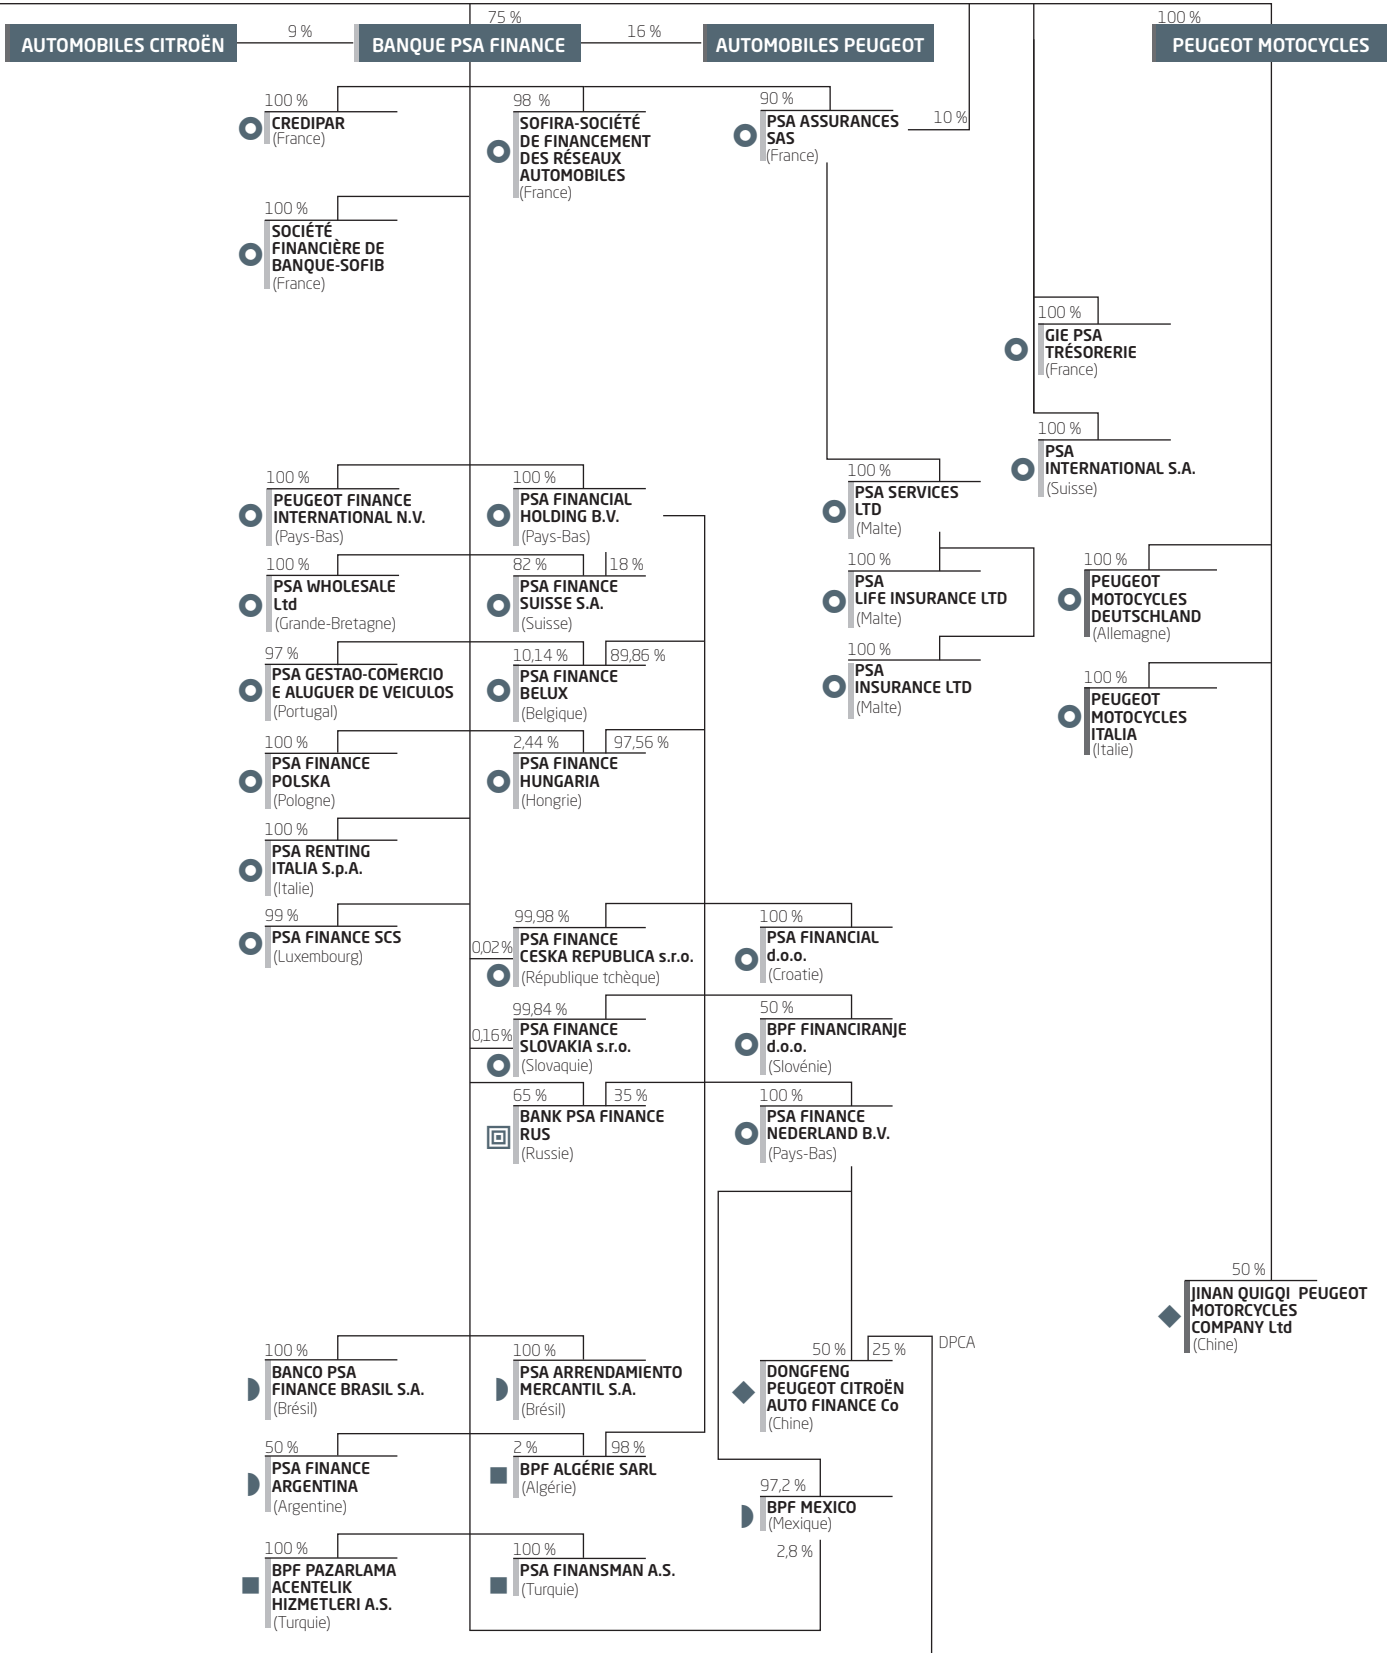 75 %
100 %
AUTOMOBILES CITROËN
9 %
BANQUE PSA FINANCE
16 %
AUTOMOBILES PEUGEOT
PEUGEOT MOTOCYCLES
100 %
CREDIPAR
(France)
98 %
SOFIRA-SOCIÉTÉ
DE FINANCEMENT
DES RÉSEAUX
AUTOMOBILES
(France)
90 %
PSA ASSURANCES
SAS
(France)
10 %
100 %
SOCIÉTÉ
FINANCIÈRE DE
BANQUE-SOFIB
(France)
100 %
GIE PSA
TRÉSORERIE
(France)
100 %
PSA
INTERNATIONAL S.A.
(Suisse)
100 %
PEUGEOT FINANCE
INTERNATIONAL N.V.
(Pays-Bas)
100 %
PSA FINANCIAL
HOLDING B.V.
(Pays-Bas)
100 %
PSA SERVICES
LTD
(Malte)
100 %
PSA WHOLESALE
Ltd
(Grande-Bretagne)
82 %
18 %
PSA FINANCE
SUISSE S.A.
(Suisse)
100 %
PSA
LIFE INSURANCE LTD
(Malte)
100 %
PEUGEOT
MOTOCYCLES
DEUTSCHLAND
(Allemagne)
97 %
PSA GESTAO-COMERCIO
E ALUGUER DE VEICULOS
(Portugal)
10,14 %
89,86 %
PSA FINANCE
BELUX
(Belgique)
100 %
PSA
INSURANCE LTD
(Malte)
100 %
PEUGEOT
MOTOCYCLES
ITALIA
(Italie)
100 %
PSA FINANCE
POLSKA
(Pologne)
2,44 %
97,56 %
PSA FINANCE
HUNGARIA
(Hongrie)
100 %
PSA RENTING
ITALIA S.p.A.
(Italie)
99 %
PSA FINANCE SCS
(Luxembourg)
99,98 %
0,02%
PSA FINANCE
CESKA REPUBLICA s.r.o.
(République tchèque)
100 %
PSA FINANCIAL
d.o.o.
(Croatie)
99,84 %
0,16%
PSA FINANCE
SLOVAKIA s.r.o.
(Slovaquie)
50 %
BPF FINANCIRANJE
d.o.o.
(Slovénie)
65 %
35 %
BANK PSA FINANCE
RUS
(Russie)
100 %
PSA FINANCE
NEDERLAND B.V.
(Pays-Bas)
50 %
JINAN QUIGQI PEUGEOT
MOTORCYCLES
COMPANY Ltd
(Chine)
100 %
BANCO PSA
FINANCE BRASIL S.A.
(Brésil)
100 %
PSA ARRENDAMIENTO
MERCANTIL S.A.
(Brésil)
50 %
25 %
DPCA
DONGFENG
PEUGEOT CITROËN
AUTO FINANCE Co
(Chine)
50 %
PSA FINANCE
ARGENTINA
(Argentine)
2 %
98 %
BPF ALGÉRIE SARL
(Algérie)
97,2 %
BPF MEXICO
(Mexique)
2,8 %
100 %
BPF PAZARLAMA
ACENTELIK
HIZMETLERI A.S.
(Turquie)
100 %
PSA FINANSMAN A.S.
(Turquie)